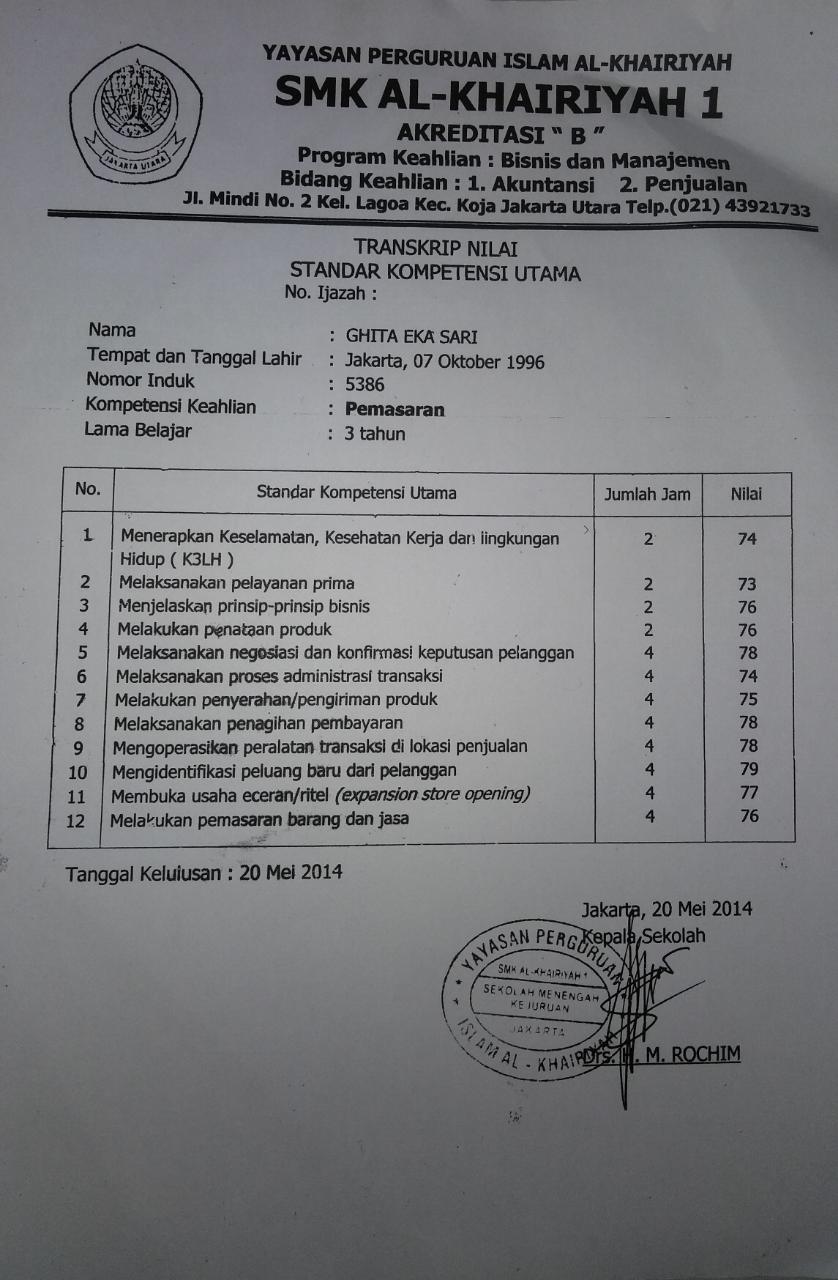 YAYASAN PERGURUAN ISLAM AL-KHAIRIYAH
SMK AL-KHAIRIYAH 1
AKREDITASI " B "
Program Keahlian : Bisnis dan Manajemen
Bidang Keahlian : 1. Akuntansi 2. Penjualan
Jl. Mindi No. 2 Kel. Lagoa Kec. Koja Jakarta Utara Telp.(021) 43921733
JAKARTA UTARA
TRANSKRIP NILAI
STANDAR KOMPETENSI UTAMA
No. Ijazah :
Nama : GHITA EKA SARI
Tempat dan Tanggal Lahir : Jakarta, 07 Oktober 1996
Nomor Induk : 5386
Kompetensi Keahlian : Pemasaran
Lama Belajar : 3 tahun
No. Standar Kompetensi Utama Jumlah Jam Nilai
1 Menerapkan Keselamatan, Kesehatan Kerja dan lingkungan 2 74
Hidup ( K3LH )
2 Melaksanakan pelayanan prima 2 73
3 Menjelaskan prinsip-prinsip bisnis 2 76
4 Melakukan penataan produk 2 76
5 Melaksanakan negosiasi dan konfirmasi keputusan pelanggan 4 78
6 Melaksanakan proses administrasi transaksi 4 74
7 Melakukan penyerahan/pengiriman produk 4 75
8 Melaksanakan penagihan pembayaran 4 78
9 Mengoperasikan peralatan transaksi di lokasi penjualan 4 78
10 Mengidentifikasi peluang baru dari pelanggan 4 79
11 Membuka usaha eceran/ritel (expansion store opening) 4 77
12 Melakukan pemasaran barang dan jasa 4 76
Tanggal Keluiusan : 20 Mei 2014
Jakarta, 20 Mei 2014
Kepala Sekolah
YAYASAN PERGURUAN
SMK AL-KHAIRIYAH 1
SEKOLAH MENENGAH
KEJURUAN
JAKARTA
ISLAM AL - KHAIRIYAH
Drs. H. M. ROCHIM